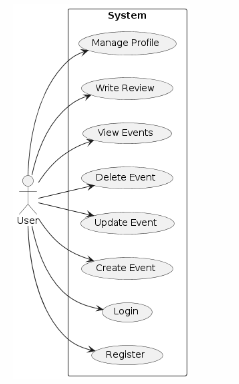 System
Manage Profile
Write Review
View Events
Delete Event
User
Update Event
Create Event
Login
Register